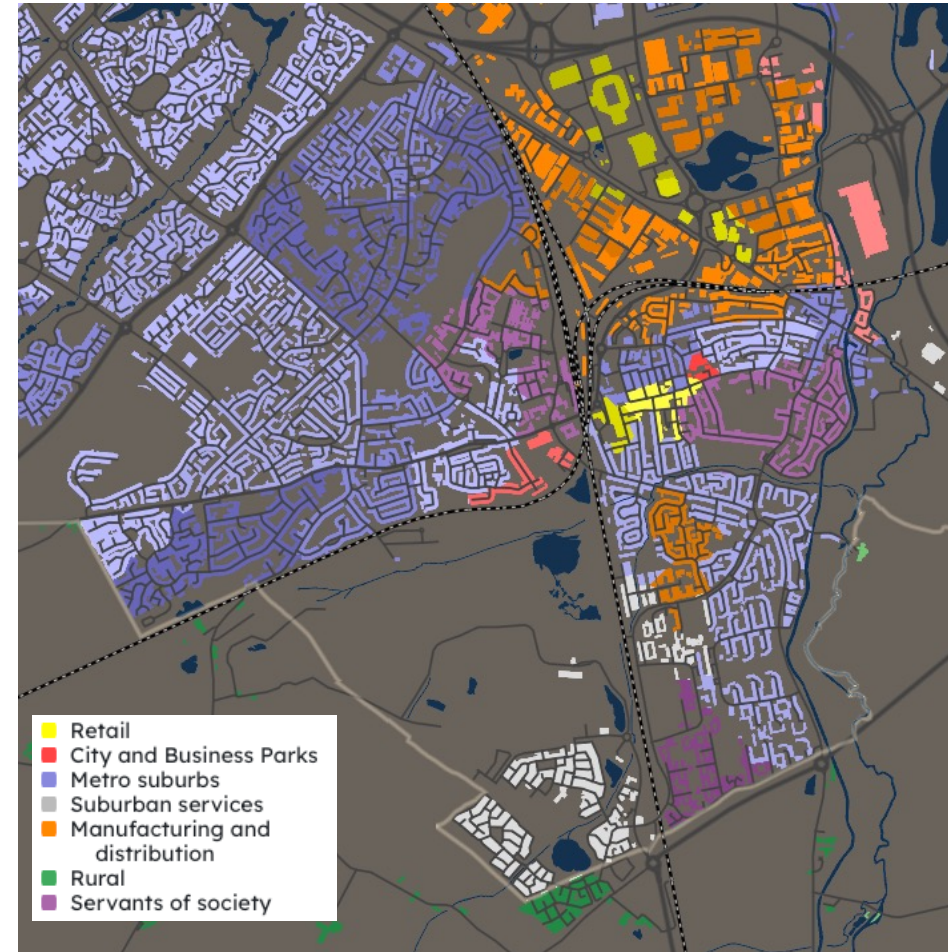 Retail
City and Business Parks
Metro suburbs
Suburban services
Manufacturing and
distribution
Rural
Servants of society